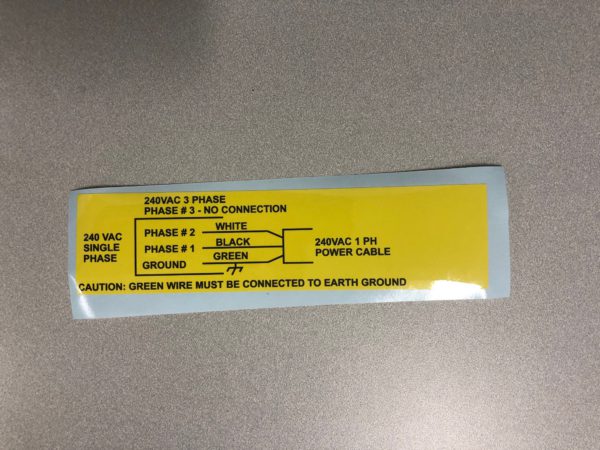 240VAC 3 PHASE
PHASE # 3 - NO CONNECTION
240 VAC
SINGLE
PHASE
PHASE # 2 WHITE
PHASE # 1 BLACK
GROUND GREEN
240VAC 1 PH
POWER CABLE
CAUTION: GREEN WIRE MUST BE CONNECTED TO EARTH GROUND